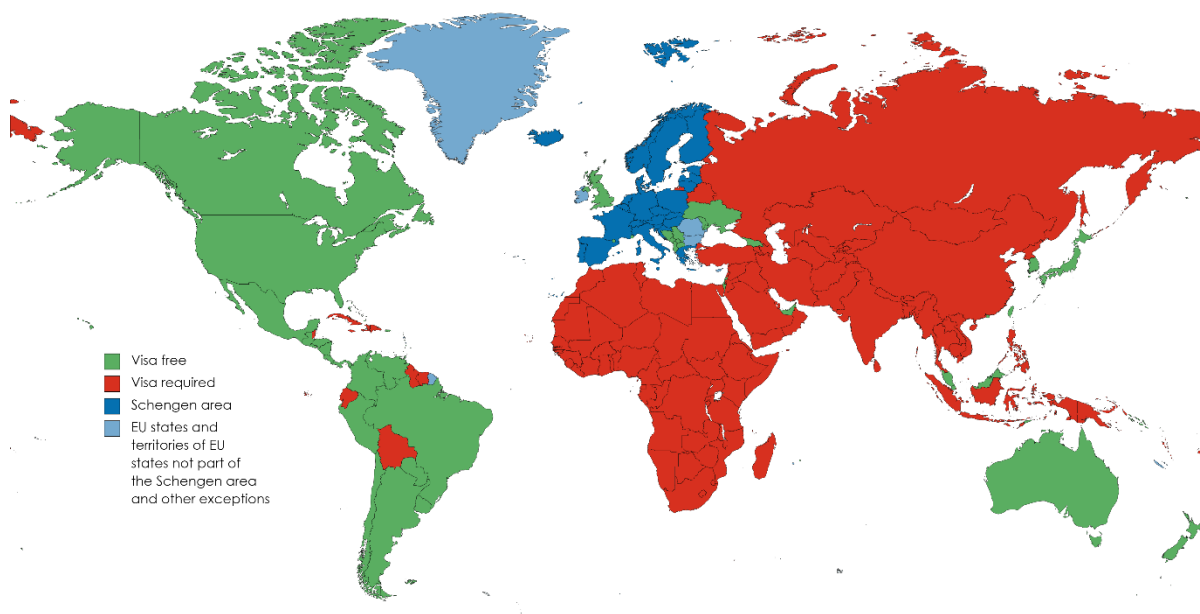 Visa free
Visa required
Schengen area
EU states and
territories of EU
states not part of
the Schengen area
and other exceptions